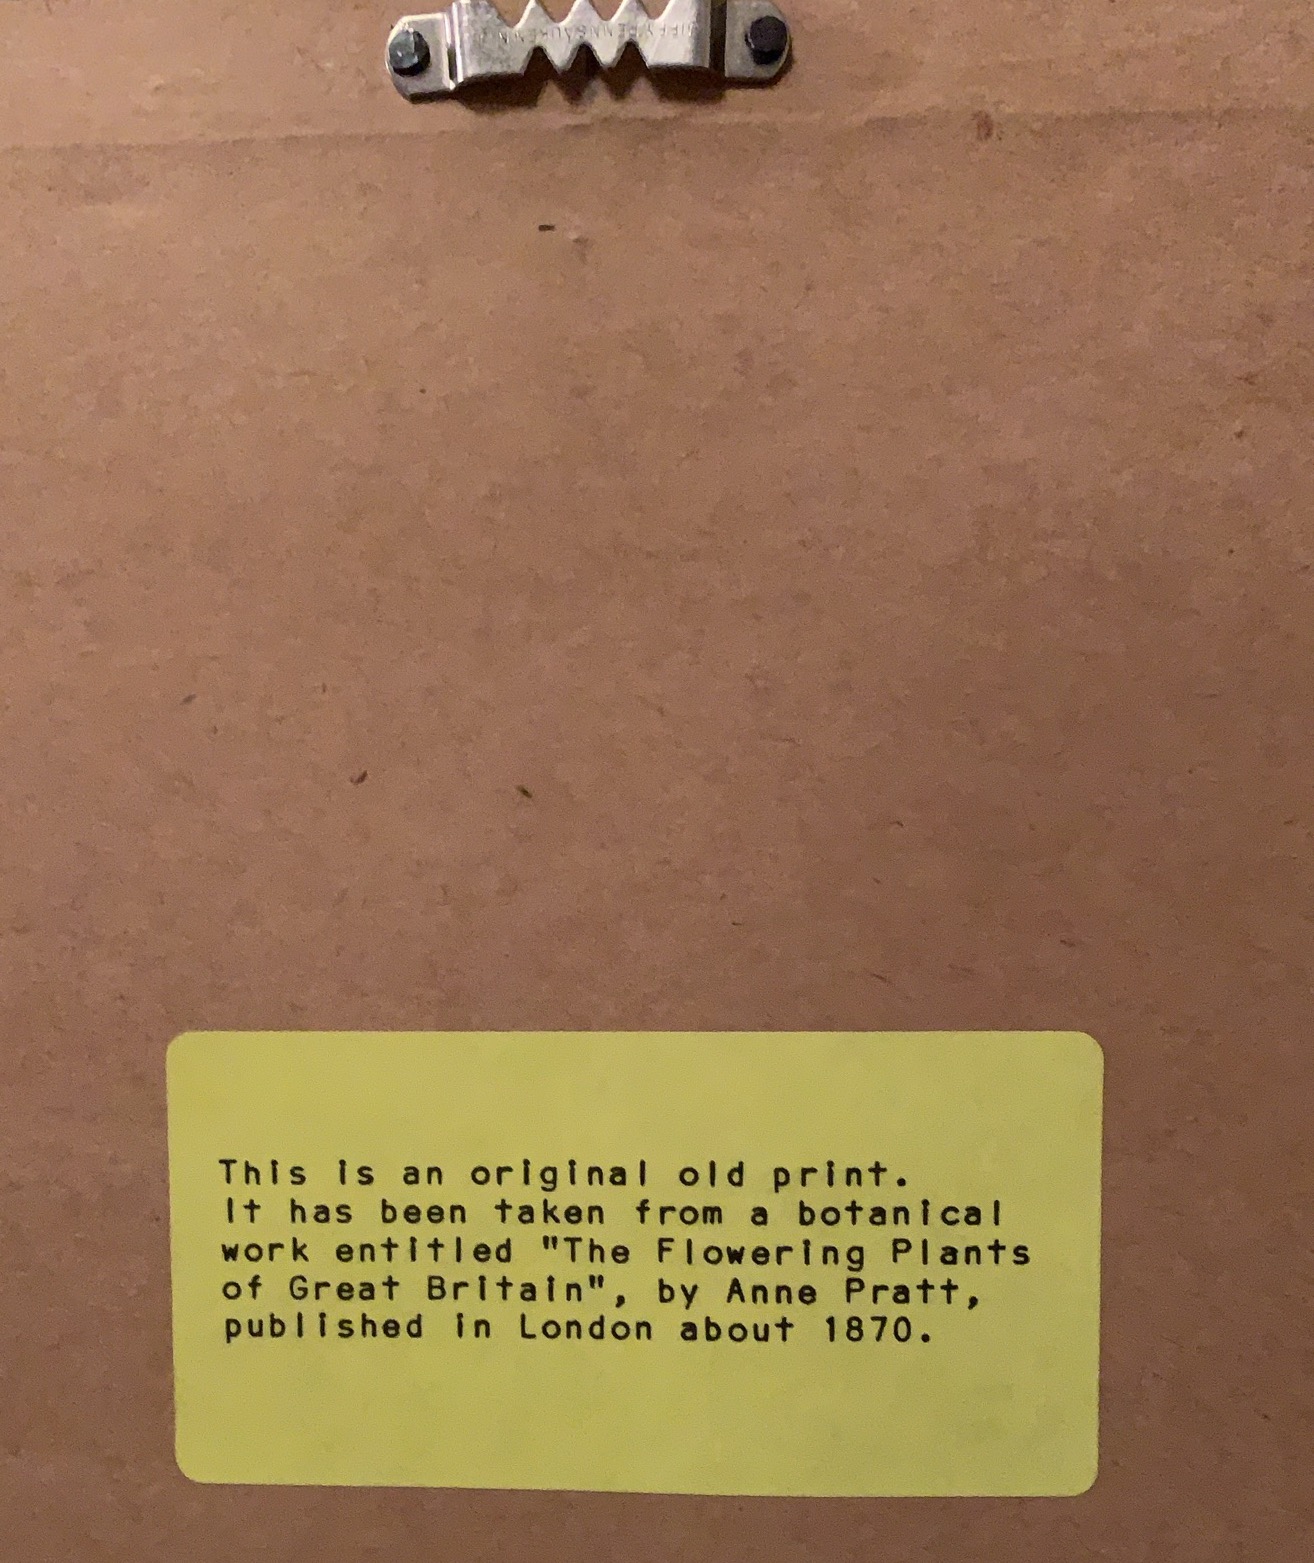 This is an original old print.
It has been taken from a botanical
work entitled "The Flowering Plants
of Great Britain", by Anne Pratt,
published in London about 1870.